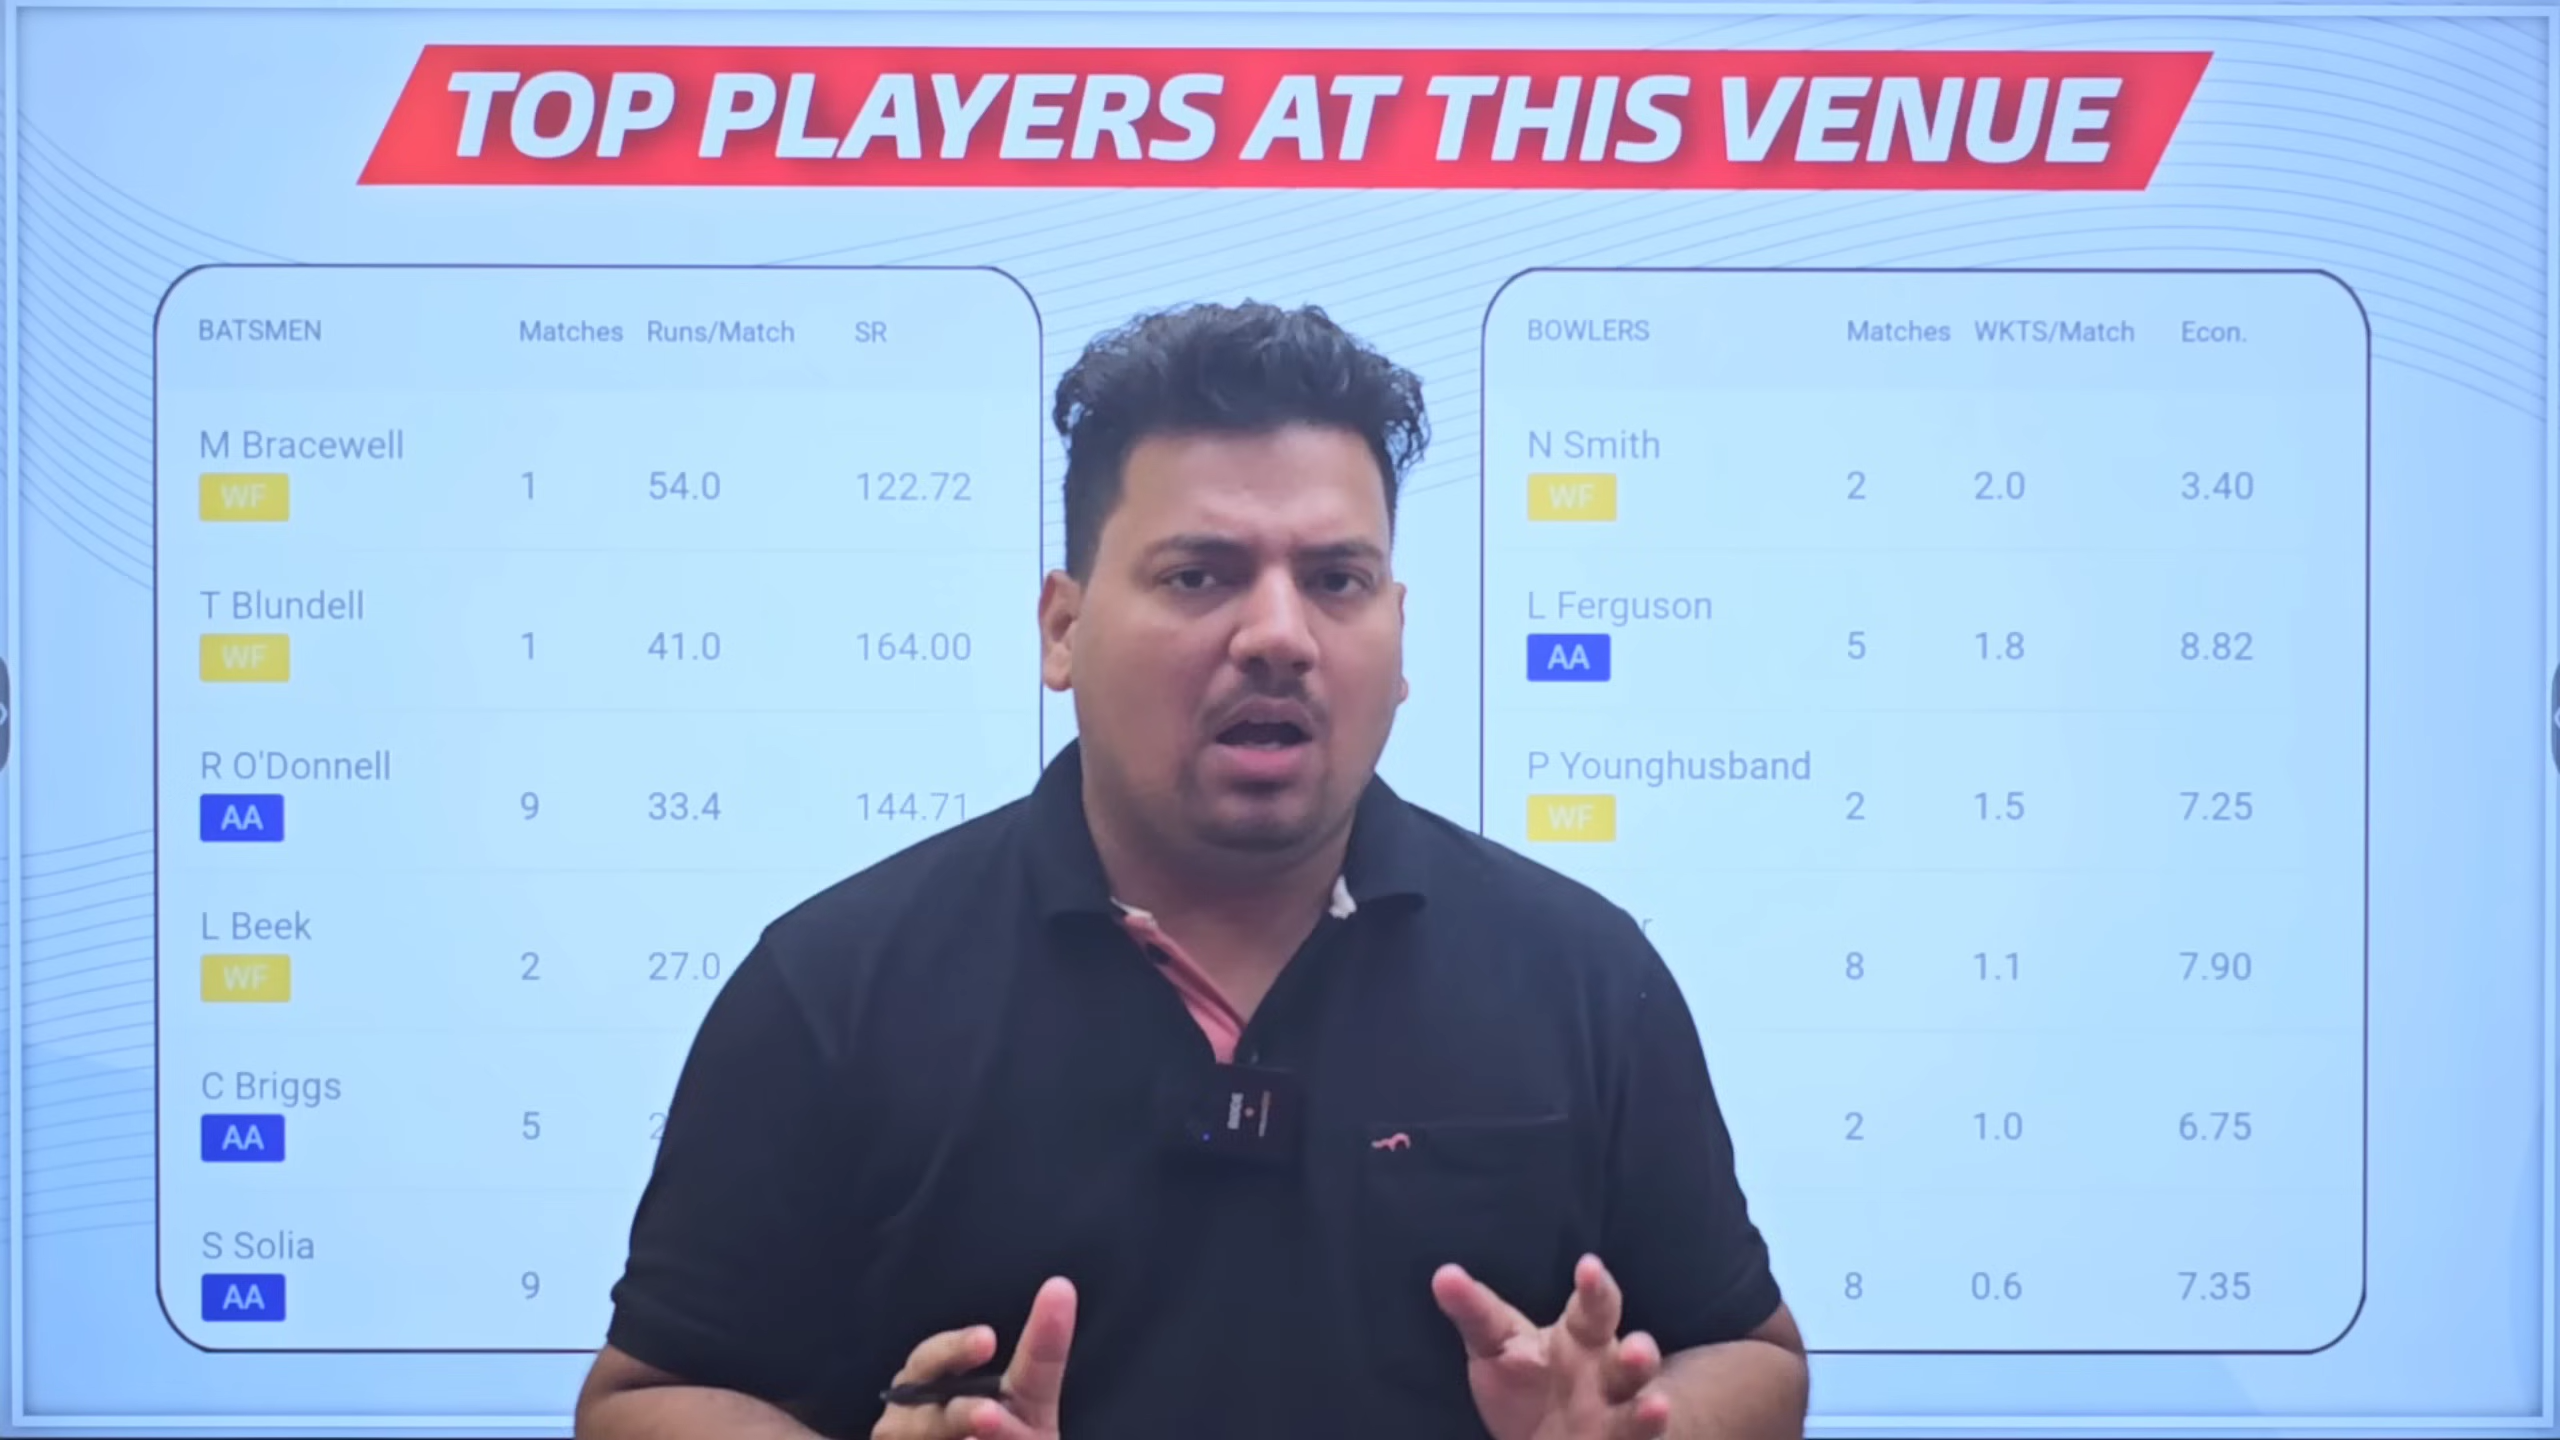 TOP PLAYERS AT THIS VENUE
BATSMEN Matches Runs/Match SR
M Bracewell
WF 1 54.0 122.72
T Blundell
WF 1 41.0 164.00
R O'Donnell
AA 9 33.4 144.71
L Beek
WF 2 27.0
C Briggs
AA 5
S Solia
AA 9
BOWLERS Matches WKTS/Match Econ.
N Smith
WF 2 2.0 3.40
L Ferguson
AA 5 1.8 8.82
P Younghusband
WF 2 1.5 7.25
8 1.1 7.90
2 1.0 6.75
8 0.6 7.35
RODE